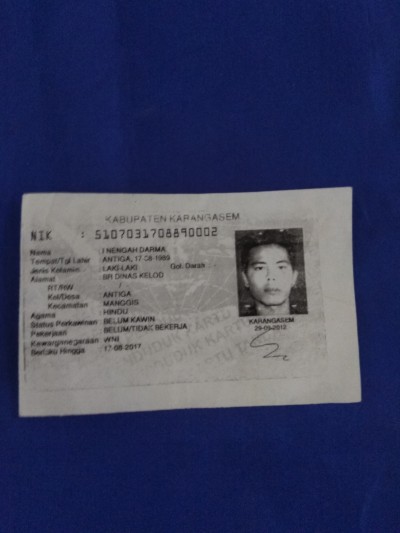 KABUPATEN KARANGASEM
NIK : 5107031708890002
Nama : I NENGAH DARMA
Tempat/Tgl Lahir : ANTIGA, 17-08-1989
Jenis Kelamin : LAKI-LAKI Gol. Darah : -
Alamat : BR DINAS KELOD
RT/RW : /
Kel/Desa : ANTIGA
Kecamatan : MANGGIS
Agama : HINDU
Status Perkawinan : BELUM KAWIN
Pekerjaan : BELUM/TIDAK BEKERJA
Kewarganegaraan : WNI
Berlaku Hingga : 17-08-2017
KARANGASEM
29-09-2012